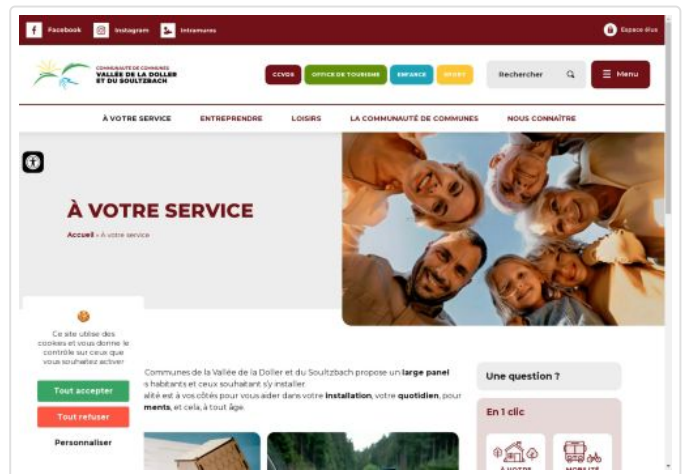 Facebook Instagram Intramuros Espace élus
COMMUNAUTÉ DE COMMUNES
VALLÉE DE LA DOLLER
ET DU SOULTZBACH
CCVDS OFFICE DE TOURISME ENFANCE SPORT Rechercher Menu
À VOTRE SERVICE ENTREPRENDRE LOISIRS LA COMMUNAUTÉ DE COMMUNES NOUS CONNAÎTRE
À VOTRE SERVICE
Accueil » À votre service
Ce site utilise des
cookies et vous donne le
contrôle sur ceux que
vous souhaitez activer
Tout accepter
Tout refuser
Personnaliser
Communes de la Vallée de la Doller et du Soultzbach propose un large panel
s habitants et ceux souhaitant s'y installer.
alité est à vos côtés pour vous aider dans votre installation, votre quotidien, pour
ments, et cela, à tout âge.
Une question ?
En 1 clic
À VOTRE MOBILITÉ